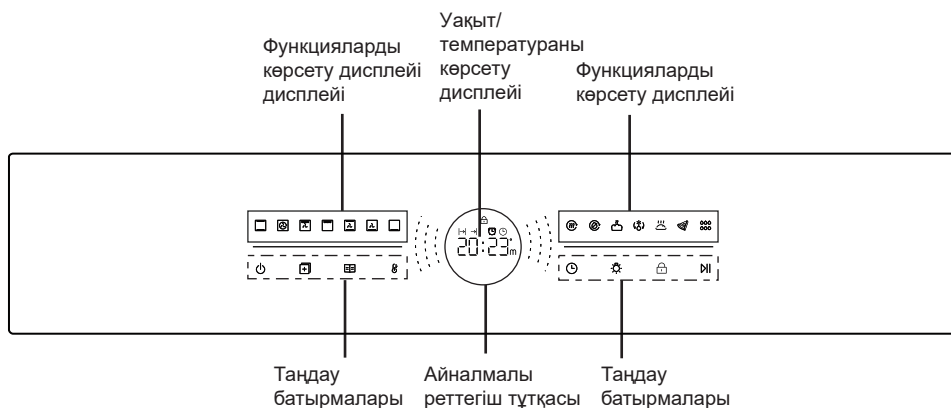 Функцияларды
көрсету дисплейі
дисплейі
Уақыт/
температураны
көрсету
дисплейі
Функцияларды
көрсету дисплейі
20:23m
Таңдау
батырмалары
Айналмалы
реттегіш тұтқасы
Таңдау
батырмалары